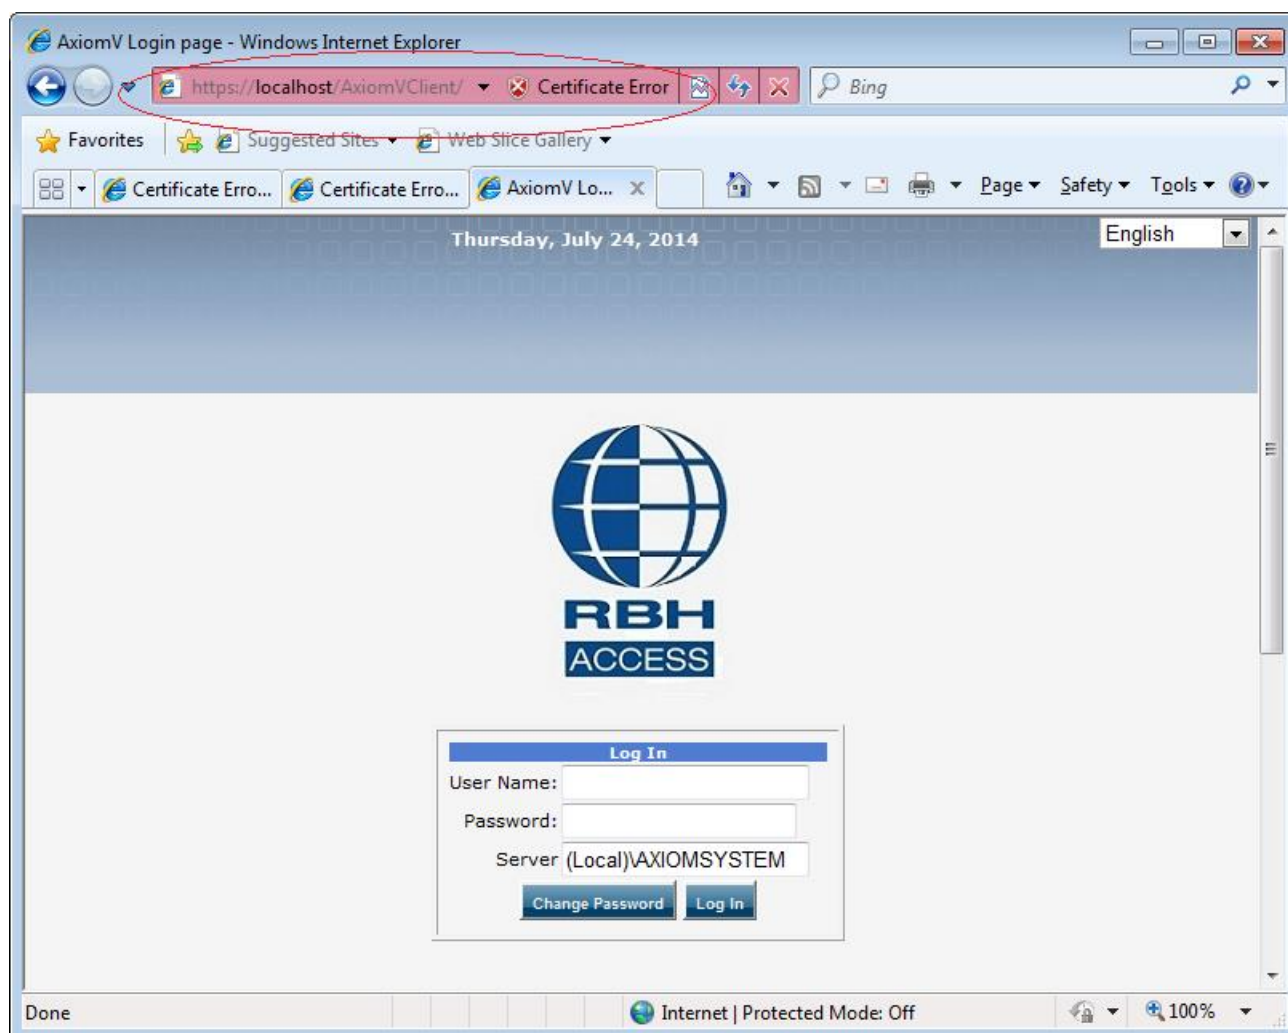 AxiomV Login page - Windows Internet Explorer
https://localhost/AxiomVClient/ Certificate Error Bing
Favorites Suggested Sites Web Slice Gallery
Certificate Erro... Certificate Erro... AxiomV Lo... Page Safety Tools
Thursday, July 24, 2014 English
RBH
ACCESS
Log In
User Name:
Password:
Server (Local)\AXIOMSYSTEM
Change Password Log In
Done Internet | Protected Mode: Off 100%